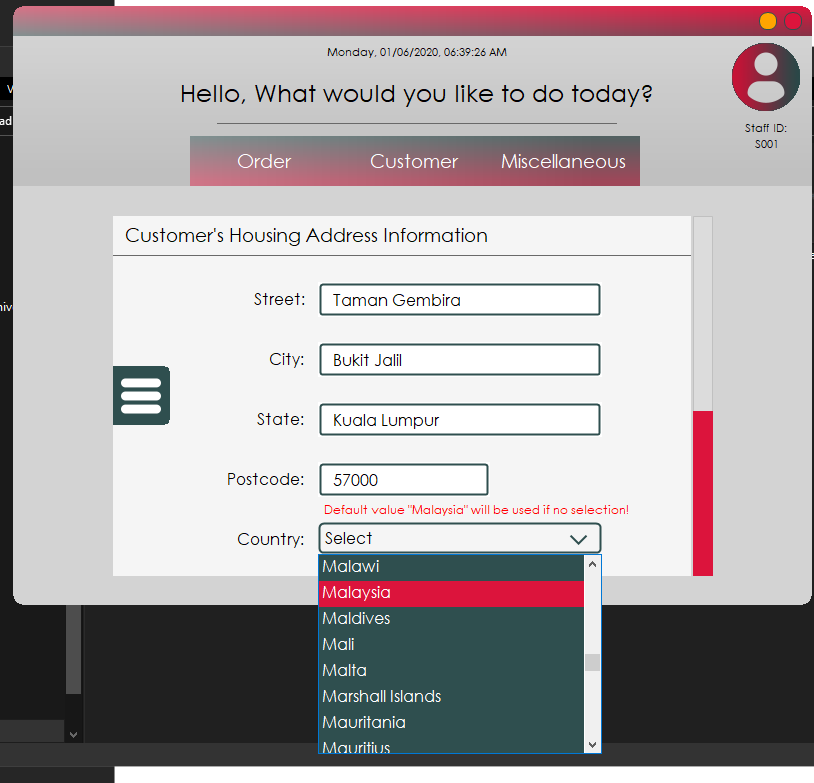 Monday, 01/06/2020, 06:39:26 AM
Hello, What would you like to do today?
Staff ID:
S001
Order Customer Miscellaneous
Customer's Housing Address Information
Street: Taman Gembira
City: Bukit Jalil
State: Kuala Lumpur
Postcode: 57000
Default value "Malaysia" will be used if no selection!
Country: Select
Malawi
Malaysia
Maldives
Mali
Malta
Marshall Islands
Mauritania
Mauritius